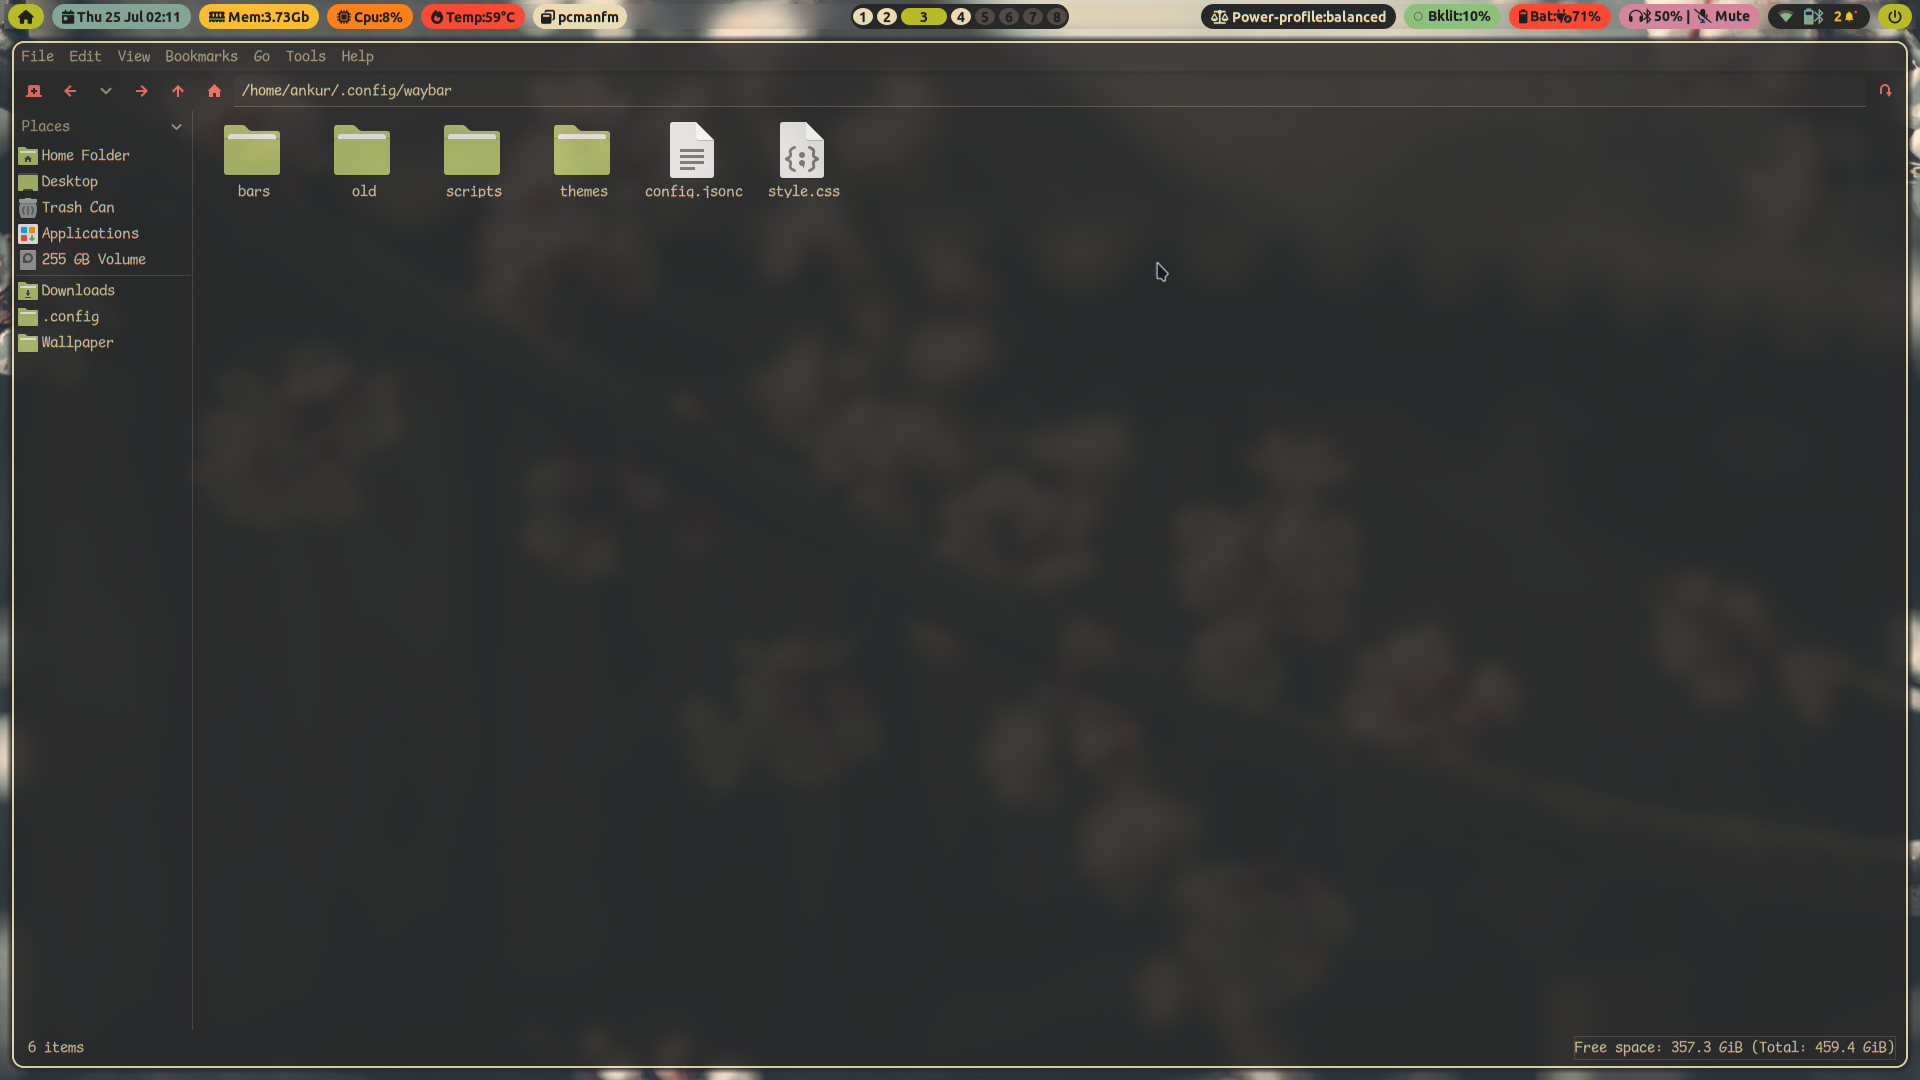 Thu 25 Jul 02:11 Mem:3.73Gb Cpu:8% Temp:59°C pcmanfm 1 2 3 4 5 6 7 8 Power-profile:balanced Bklit:10% Bat: 71% 50% | Mute 2
File Edit View Bookmarks Go Tools Help
/home/ankur/.config/waybar
Places
Home Folder
Desktop
Trash Can
Applications
255 GB Volume
Downloads
.config
Wallpaper
bars old scripts themes config.jsonc style.css
6 items
Free space: 357.3 GiB (Total: 459.4 GiB)